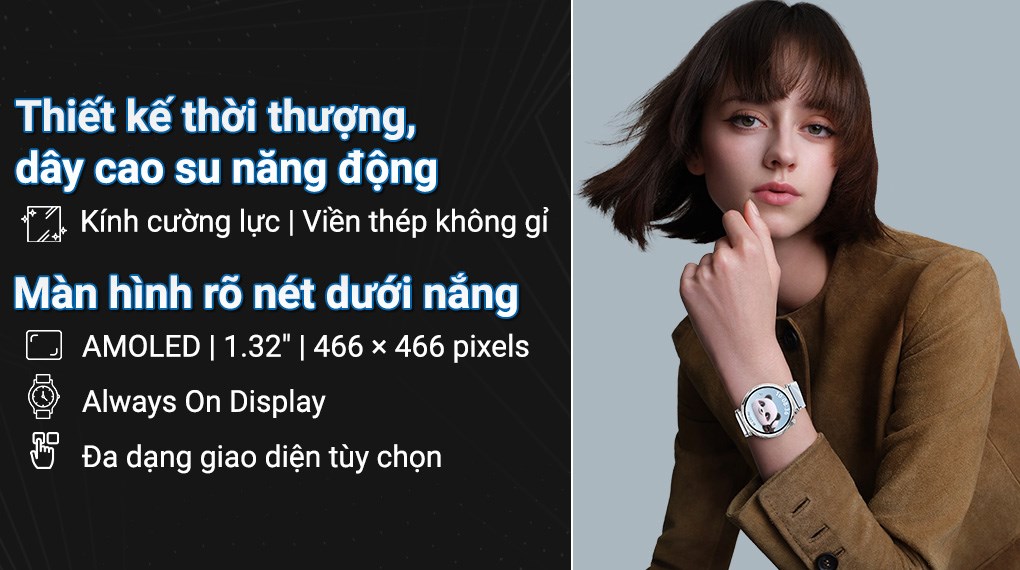 Thiết kế thời thượng,
dây cao su năng động
Kính cường lực | Viền thép không gỉ
Màn hình rõ nét dưới nắng
AMOLED | 1.32" | 466 × 466 pixels
Always On Display
Đa dạng giao diện tùy chọn